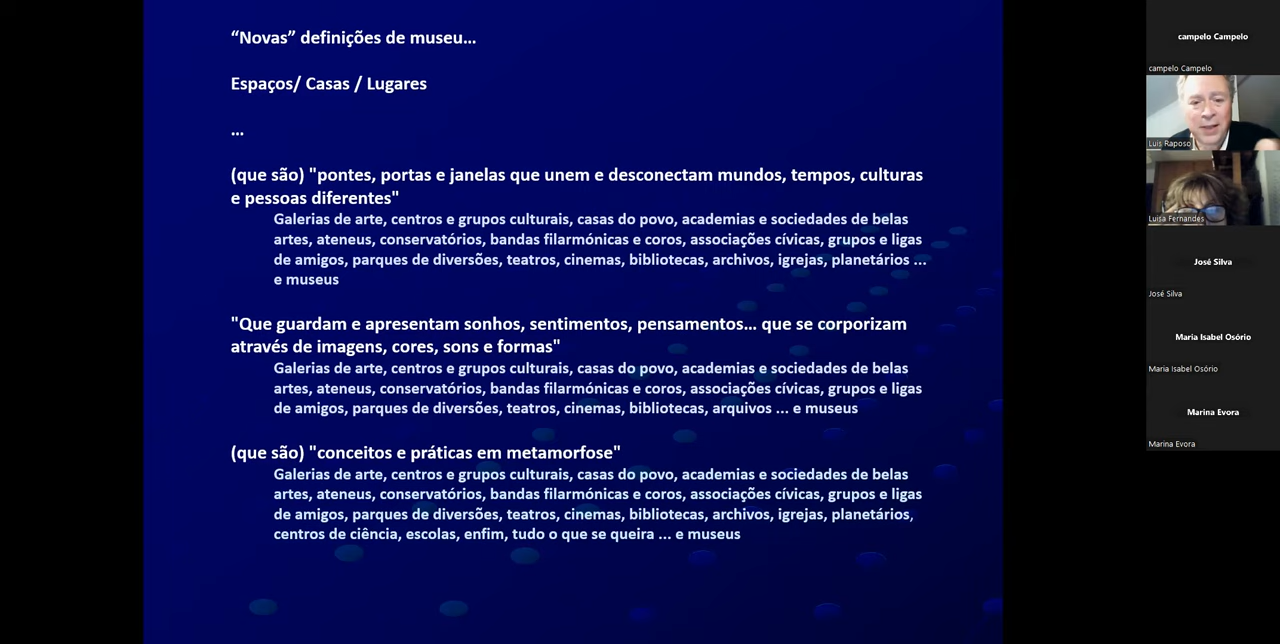 “Novas” definições de museu...
Espaços/ Casas / Lugares
...
(que são) "pontes, portas e janelas que unem e desconectam mundos, tempos, culturas
e pessoas diferentes"
Galerias de arte, centros e grupos culturais, casas do povo, academias e sociedades de belas
artes, ateneus, conservatórios, bandas filarmónicas e coros, associações cívicas, grupos e ligas
de amigos, parques de diversões, teatros, cinemas, bibliotecas, archivos, igrejas, planetários ...
e museus
"Que guardam e apresentam sonhos, sentimentos, pensamentos... que se corporizam
através de imagens, cores, sons e formas"
Galerias de arte, centros e grupos culturais, casas do povo, academias e sociedades de belas
artes, ateneus, conservatórios, bandas filarmónicas e coros, associações cívicas, grupos e ligas
de amigos, parques de diversões, teatros, cinemas, bibliotecas, arquivos ... e museus
(que são) "conceitos e práticas em metamorfose"
Galerias de arte, centros e grupos culturais, casas do povo, academias e sociedades de belas
artes, ateneus, conservatórios, bandas filarmónicas e coros, associações cívicas, grupos e ligas
de amigos, parques de diversões, teatros, cinemas, bibliotecas, archivos, igrejas, planetários,
centros de ciência, escolas, enfim, tudo o que se queira ... e museus
campelo Campelo
campelo Campelo
Luis Raposo
Luisa Fernandes
José Silva
José Silva
Maria Isabel Osório
Maria Isabel Osório
Marina Evora
Marina Evora